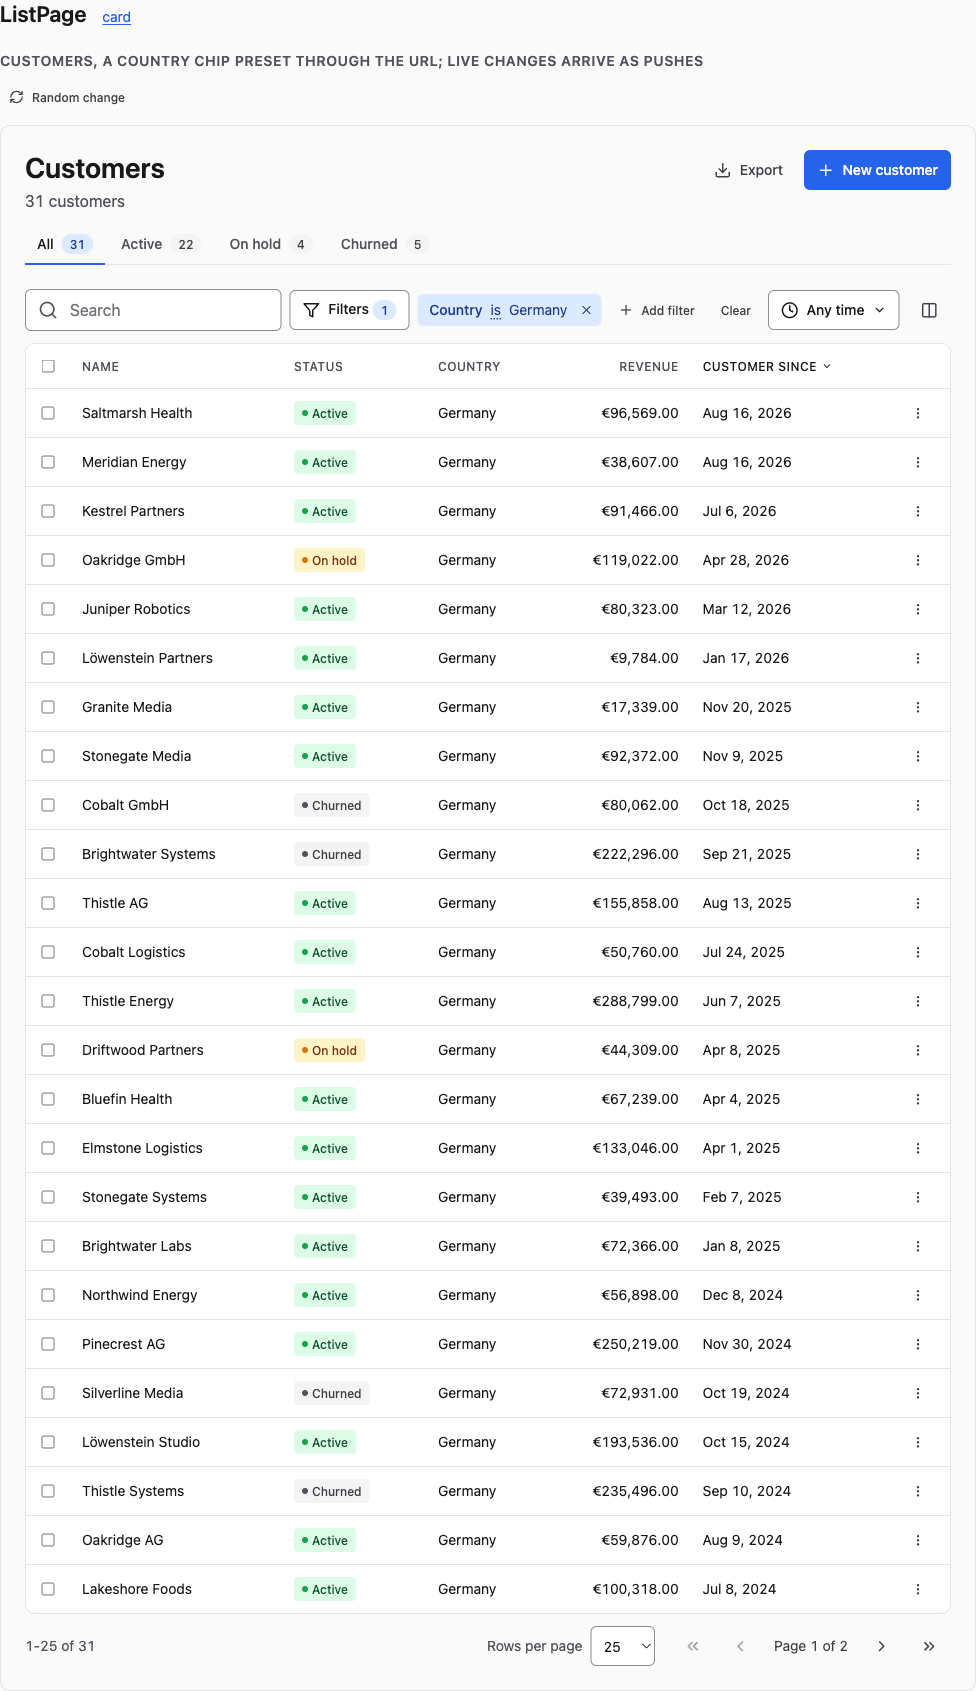 ListPage card
CUSTOMERS, A COUNTRY CHIP PRESET THROUGH THE URL; LIVE CHANGES ARRIVE AS PUSHES
Random change
Customers
Export
New customer
31 customers
All 31 Active 22 On hold 4 Churned 5
Search Filters 1 Country is Germany Add filter Clear Any time
NAME STATUS COUNTRY REVENUE CUSTOMER SINCE
Saltmarsh Health Active Germany €96,569.00 Aug 16, 2026
Meridian Energy Active Germany €38,607.00 Aug 16, 2026
Kestrel Partners Active Germany €91,466.00 Jul 6, 2026
Oakridge GmbH On hold Germany €119,022.00 Apr 28, 2026
Juniper Robotics Active Germany €80,323.00 Mar 12, 2026
Löwenstein Partners Active Germany €9,784.00 Jan 17, 2026
Granite Media Active Germany €17,339.00 Nov 20, 2025
Stonegate Media Active Germany €92,372.00 Nov 9, 2025
Cobalt GmbH Churned Germany €80,062.00 Oct 18, 2025
Brightwater Systems Churned Germany €222,296.00 Sep 21, 2025
Thistle AG Active Germany €155,858.00 Aug 13, 2025
Cobalt Logistics Active Germany €50,760.00 Jul 24, 2025
Thistle Energy Active Germany €288,799.00 Jun 7, 2025
Driftwood Partners On hold Germany €44,309.00 Apr 8, 2025
Bluefin Health Active Germany €67,239.00 Apr 4, 2025
Elmstone Logistics Active Germany €133,046.00 Apr 1, 2025
Stonegate Systems Active Germany €39,493.00 Feb 7, 2025
Brightwater Labs Active Germany €72,366.00 Jan 8, 2025
Northwind Energy Active Germany €56,898.00 Dec 8, 2024
Pinecrest AG Active Germany €250,219.00 Nov 30, 2024
Silverline Media Churned Germany €72,931.00 Oct 19, 2024
Löwenstein Studio Active Germany €193,536.00 Oct 15, 2024
Thistle Systems Churned Germany €235,496.00 Sep 10, 2024
Oakridge AG Active Germany €59,876.00 Aug 9, 2024
Lakeshore Foods Active Germany €100,318.00 Jul 8, 2024
1-25 of 31 Rows per page 25 Page 1 of 2